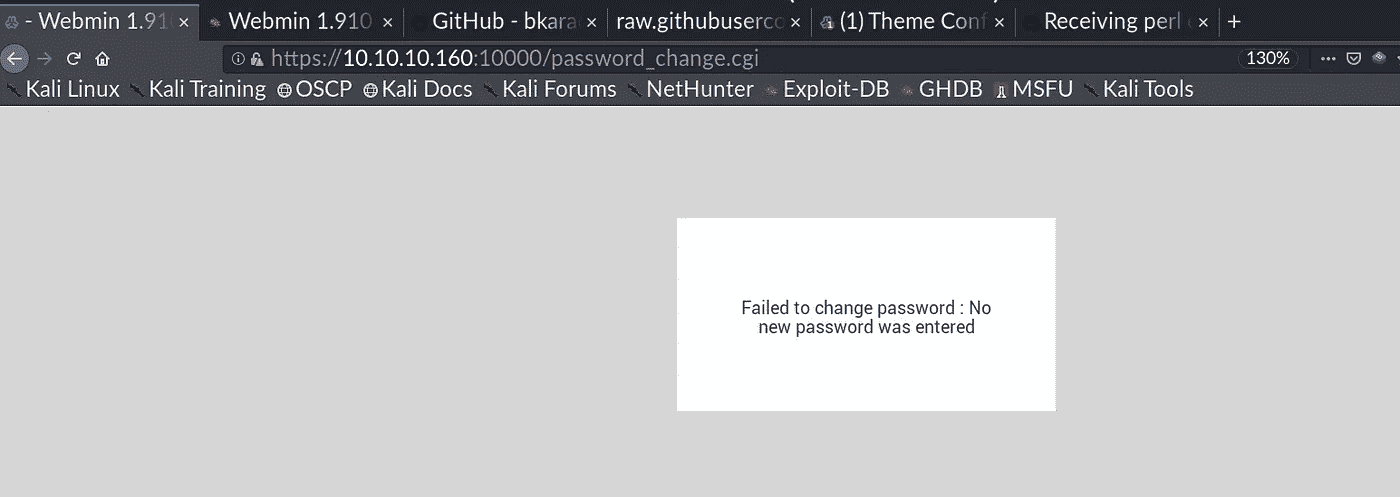 - Webmin 1.910 × Webmin 1.910 × GitHub - bkara × raw.githubuserco × (1) Theme Conf × Receiving perl × +
https://10.10.10.160:10000/password_change.cgi 130%
Kali Linux Kali Training OSCP Kali Docs Kali Forums NetHunter Exploit-DB GHDB MSFU Kali Tools
Failed to change password : No
new password was entered